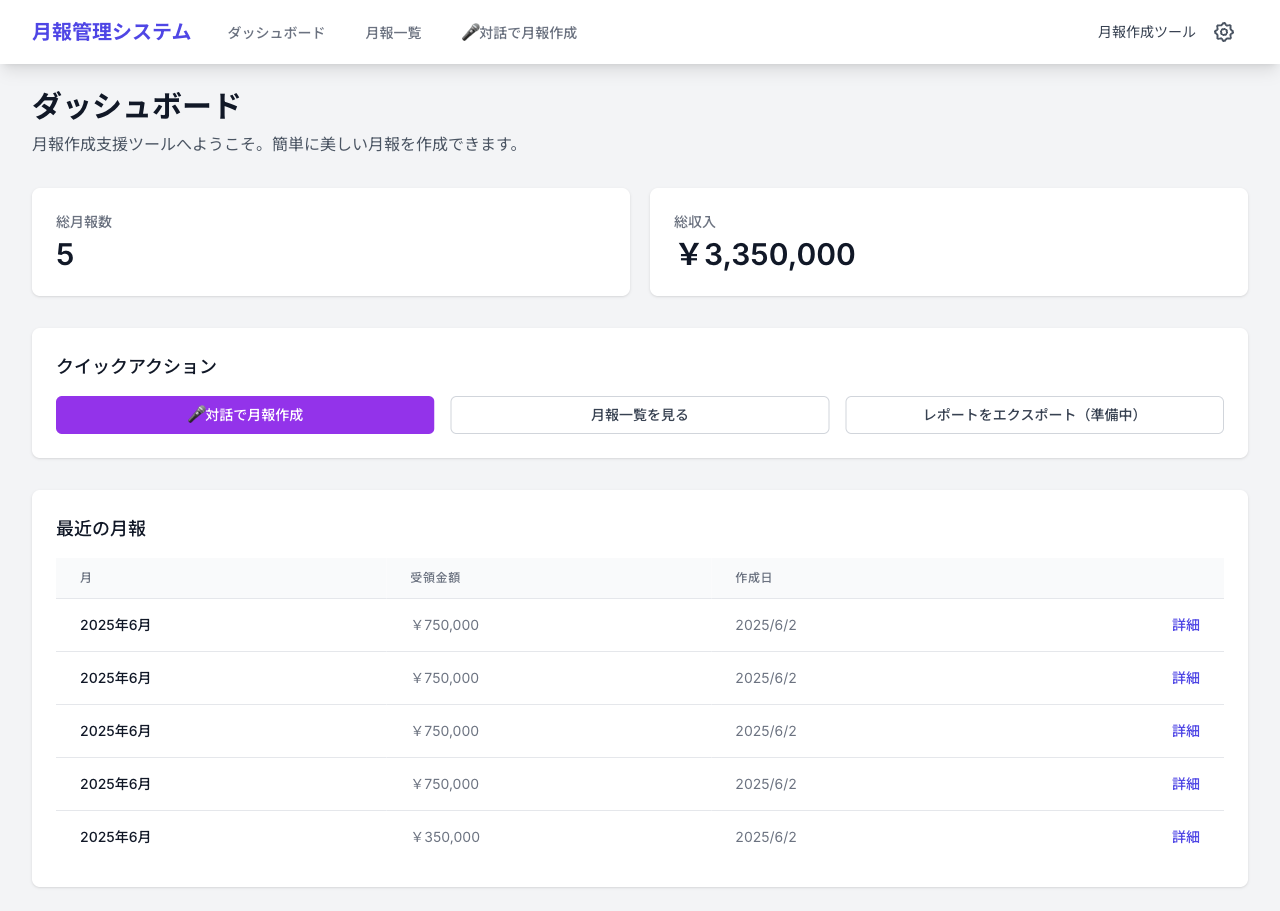 月報管理システム ダッシュボード 月報一覧 🎤対話で月報作成 月報作成ツール
ダッシュボード
月報作成支援ツールへようこそ。簡単に美しい月報を作成できます。
総月報数 総収入
5 ￥3,350,000
クイックアクション
🎤対話で月報作成 月報一覧を見る レポートをエクスポート（準備中）
最近の月報
月 受領金額 作成日
2025年6月 ￥750,000 2025/6/2 詳細
2025年6月 ￥750,000 2025/6/2 詳細
2025年6月 ￥750,000 2025/6/2 詳細
2025年6月 ￥750,000 2025/6/2 詳細
2025年6月 ￥350,000 2025/6/2 詳細